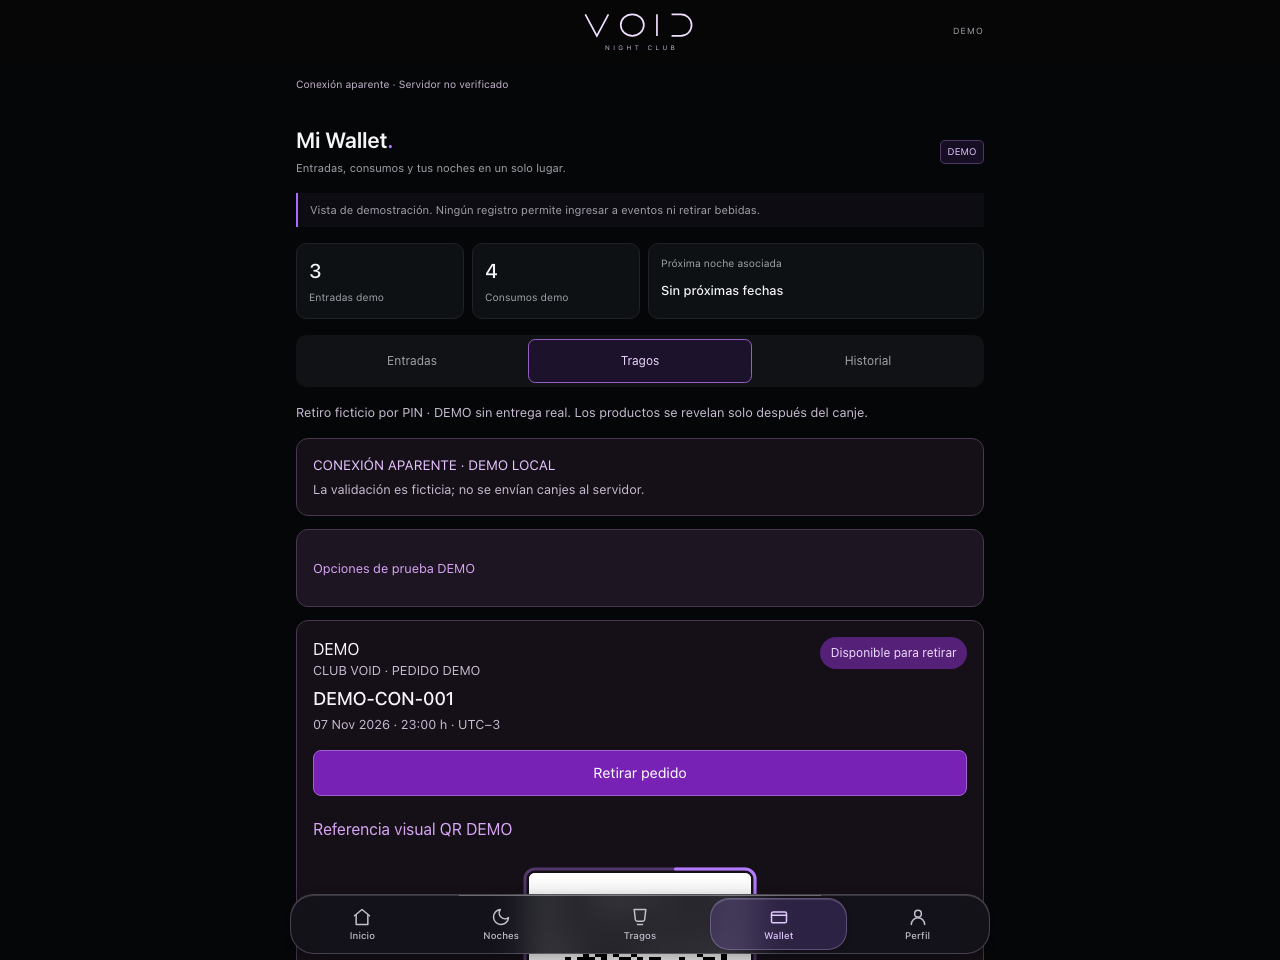 VOID
NIGHT CLUB
DEMO
Conexión aparente · Servidor no verificado
Mi Wallet.
DEMO
Entradas, consumos y tus noches en un solo lugar.
Vista de demostración. Ningún registro permite ingresar a eventos ni retirar bebidas.
3
Entradas demo
4
Consumos demo
Próxima noche asociada
Sin próximas fechas
Entradas
Tragos
Historial
Retiro ficticio por PIN · DEMO sin entrega real. Los productos se revelan solo después del canje.
CONEXIÓN APARENTE · DEMO LOCAL
La validación es ficticia; no se envían canjes al servidor.
Opciones de prueba DEMO
DEMO
Disponible para retirar
CLUB VOID · PEDIDO DEMO
DEMO-CON-001
07 Nov 2026 · 23:00 h · UTC−3
Retirar pedido
Referencia visual QR DEMO
Inicio
Noches
Tragos
Wallet
Perfil